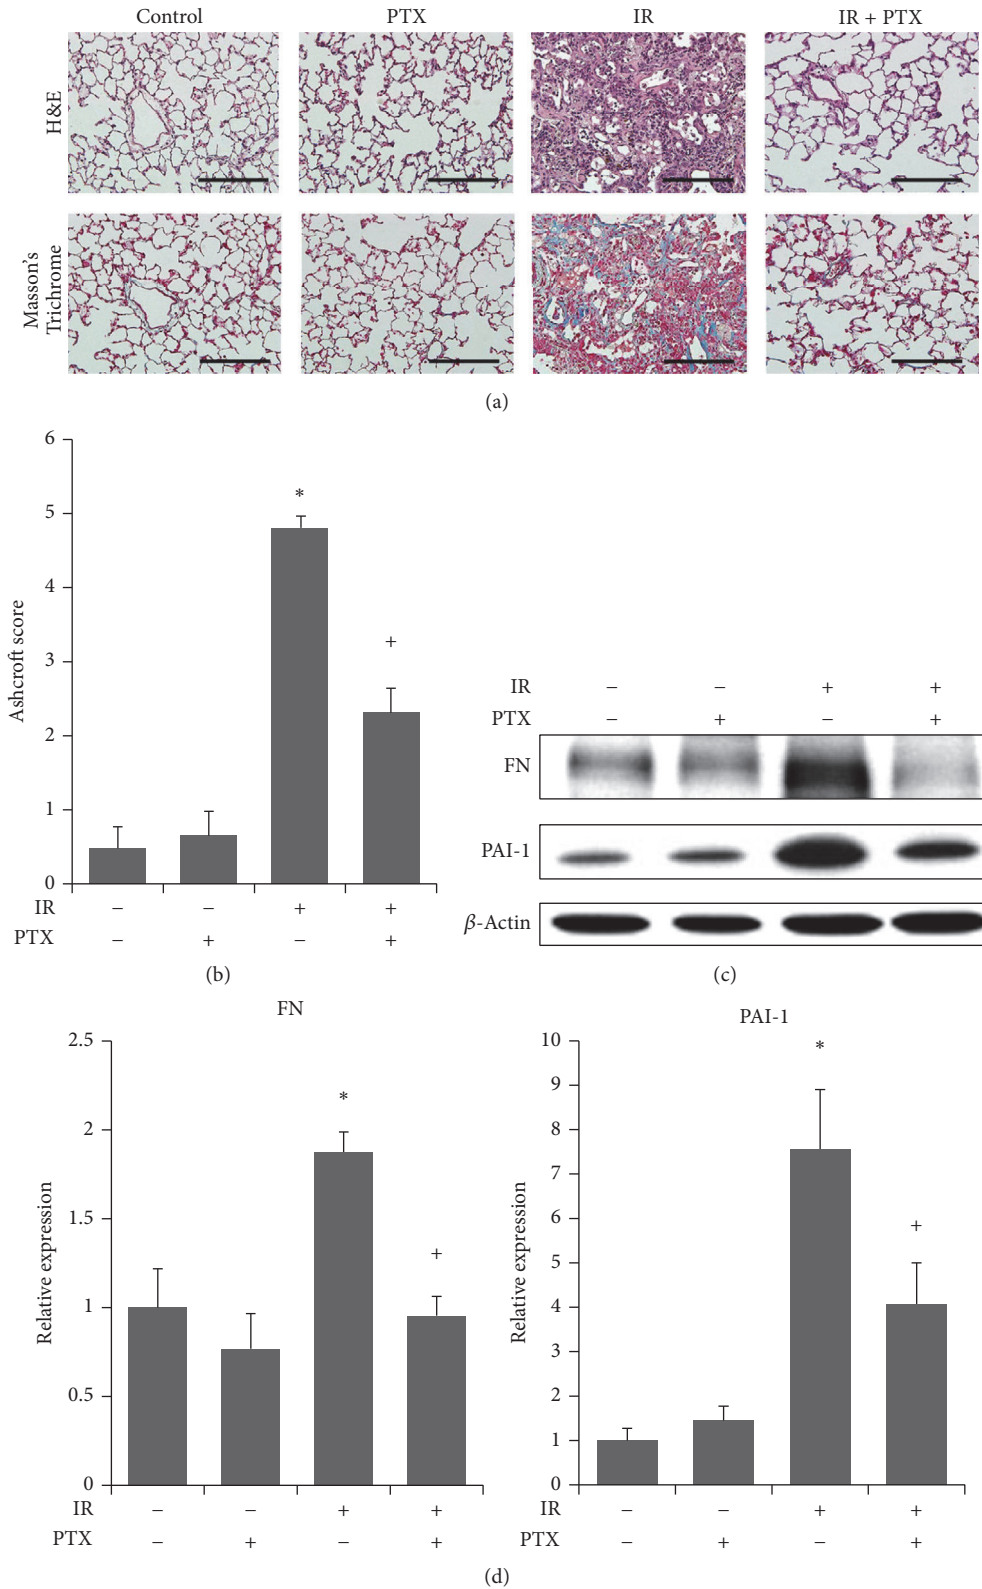 Control PTX IR IR + PTX
H&E
Masson's
Trichrome
(a)
6
5
4
3
2
1
0
Ashcroft score
*
+
IR − − + +
PTX − + − +
(b)
IR − − + +
PTX − + − +
FN
PAI-1
β-Actin
(c)
FN
2.5
2
1.5
1
0.5
0
Relative expression
*
+
IR − − + +
PTX − + − +
PAI-1
10
9
8
7
6
5
4
3
2
1
0
Relative expression
*
+
IR − − + +
PTX − + − +
(d)